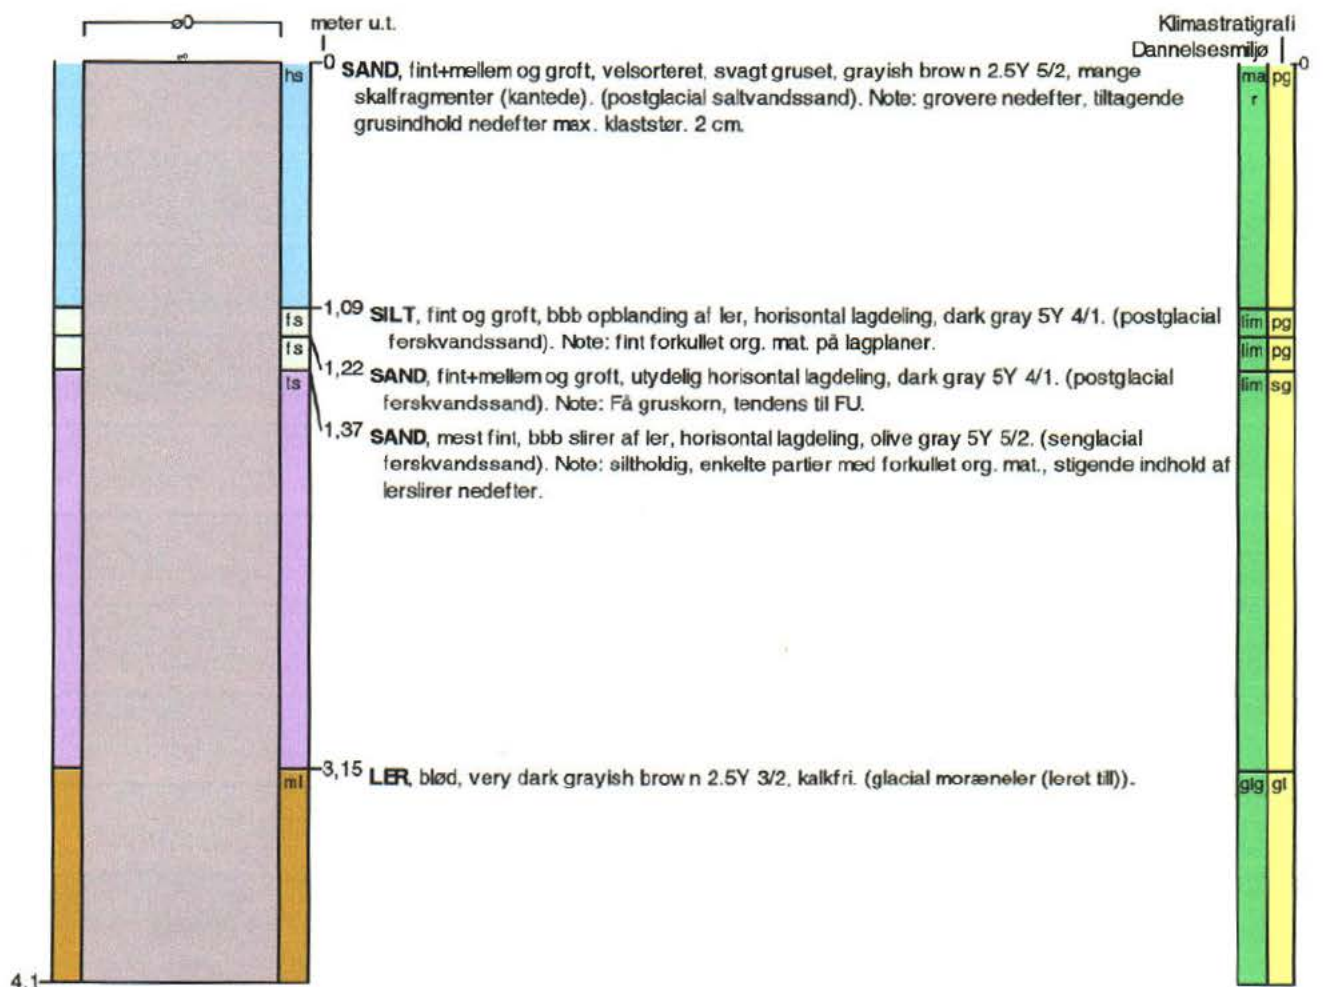 ø0
meter u.t.
Klimastratigrafi
Dannelsesmiljø
0
0
hs
SAND, fint+mellem og groft, velsorteret, svagt gruset, grayish brown 2.5Y 5/2, mange
skalfragmenter (kantede). (postglacial saltvandssand). Note: grovere nedefter, tiltagende
grusindhold nedefter max. klaststør. 2 cm.
ma pg
r
1,09
fs
SILT, fint og groft, bbb opblanding af ler, horisontal lagdeling, dark gray 5Y 4/1. (postglacial
ferskvandssand). Note: fint forkullet org. mat. på lagplaner.
lim pg
fs
1,22
SAND, fint+mellem og groft, utydelig horisontal lagdeling, dark gray 5Y 4/1. (postglacial
ferskvandssand). Note: Få gruskorn, tendens til FU.
lim pg
ts
1,37
SAND, mest fint, bbb slirer af ler, horisontal lagdeling, olive gray 5Y 5/2. (senglacial
ferskvandssand). Note: siltholdig, enkelte partier med forkullet org. mat., stigende indhold af
lerslirer nedefter.
lim sg
3,15
ml
LER, blød, very dark grayish brown 2.5Y 3/2, kalkfri. (glacial moræneler (leret till)).
glg gl
4,1